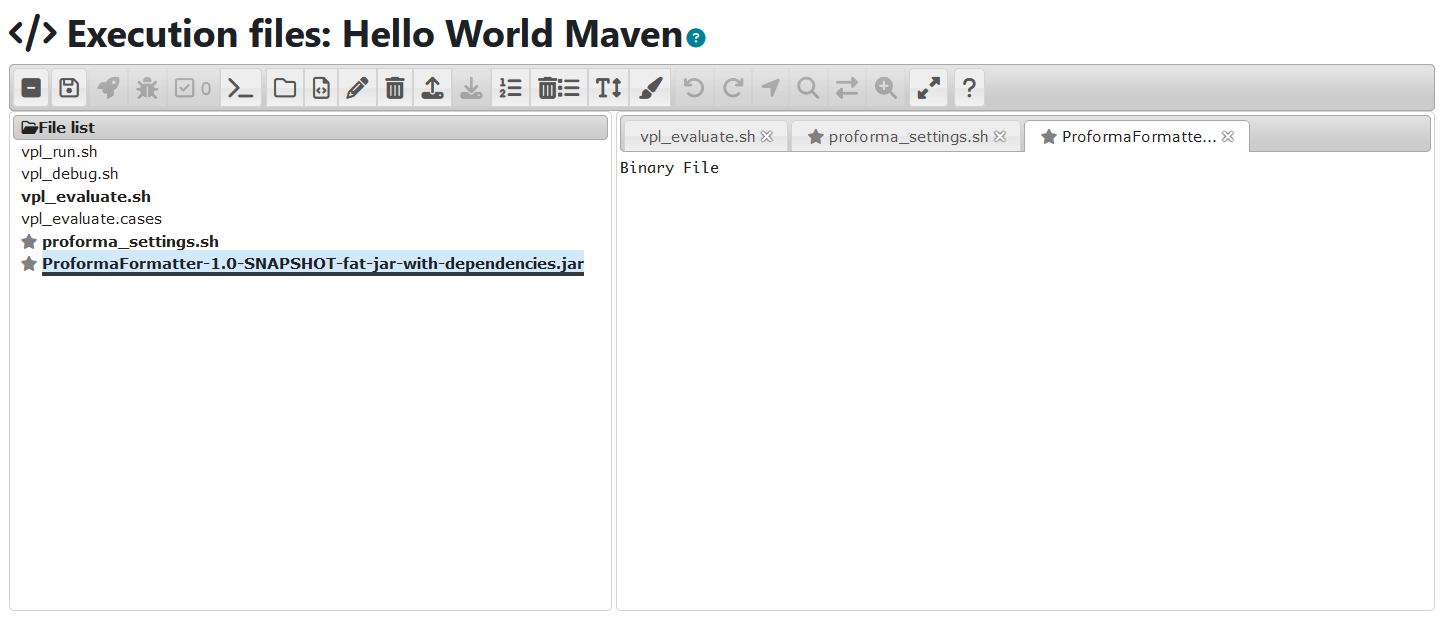 </> Execution files: Hello World Maven ?
0 ?
File list
vpl_run.sh
vpl_debug.sh
vpl_evaluate.sh
vpl_evaluate.cases
proforma_settings.sh
ProformaFormatter-1.0-SNAPSHOT-fat-jar-with-dependencies.jar
vpl_evaluate.sh proforma_settings.sh ProformaFormatte...
Binary File